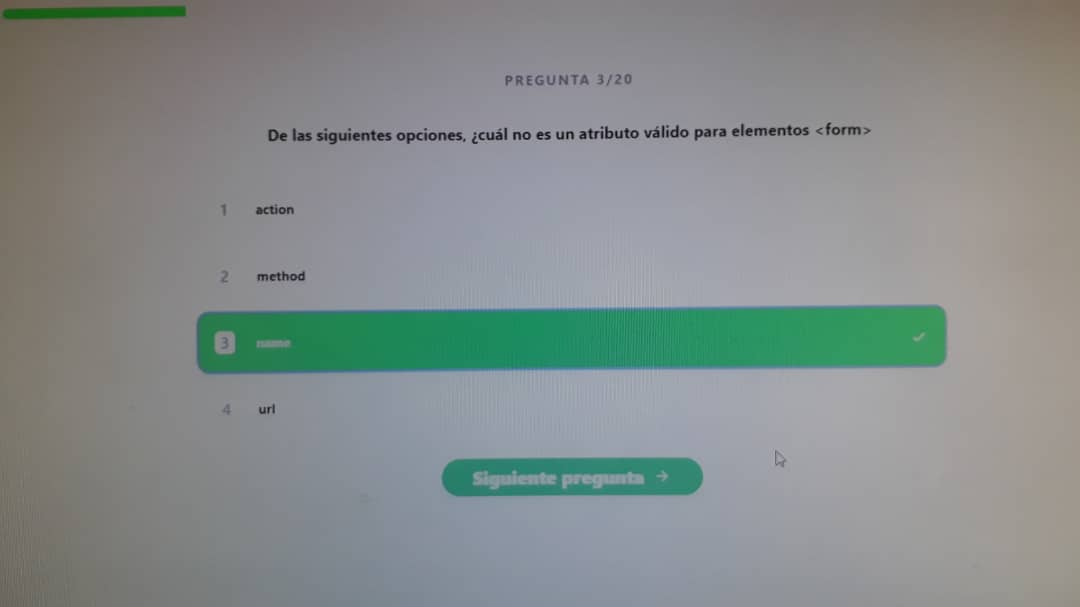 PREGUNTA 3/20
De las siguientes opciones, ¿cuál no es un atributo válido para elementos <form>
1 action
2 method
3 name
4 url
Siguiente pregunta →